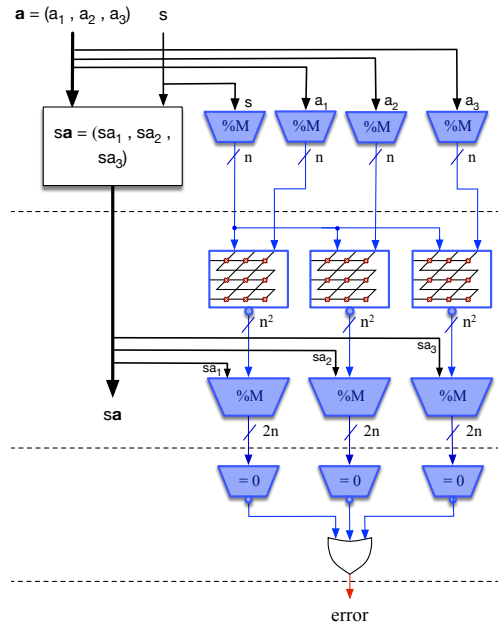 a = (a₁ , a₂ , a₃) s
s a₁ a₂ a₃
%M %M %M %M
sa = (sa₁ , sa₂ ,
sa₃)
n n n n
n² n² n²
sa₁ sa₂ sa₃
%M %M %M
sa
2n 2n 2n
= 0 = 0 = 0
error